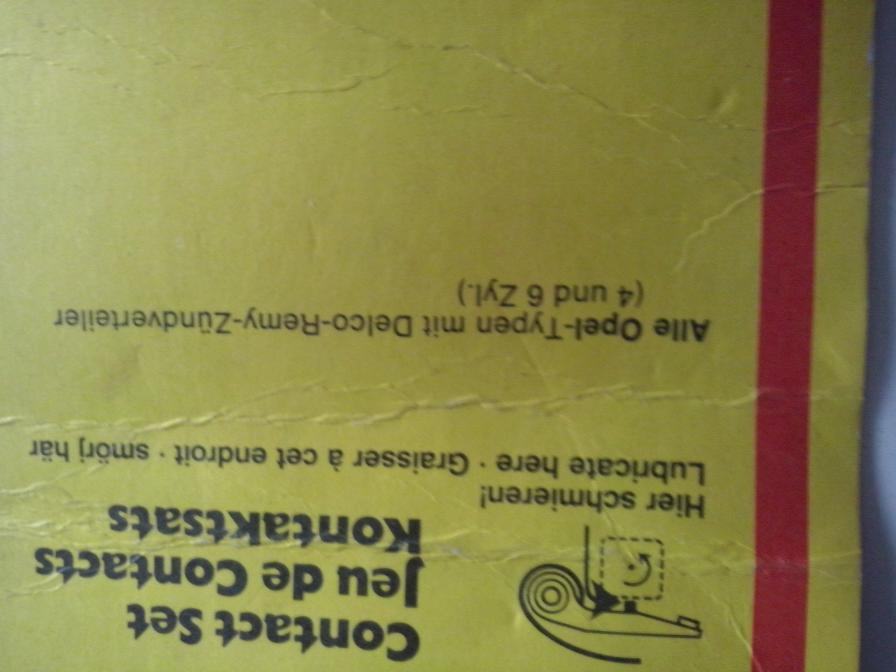 Contact Set
Jeu de Contacts
Kontaktsats
Hier schmieren!
Lubricate here · Graisser à cet endroit · smörj här
Alle Opel-Typen mit Delco-Remy-Zündverteiler
(4 und 6 Zyl.)